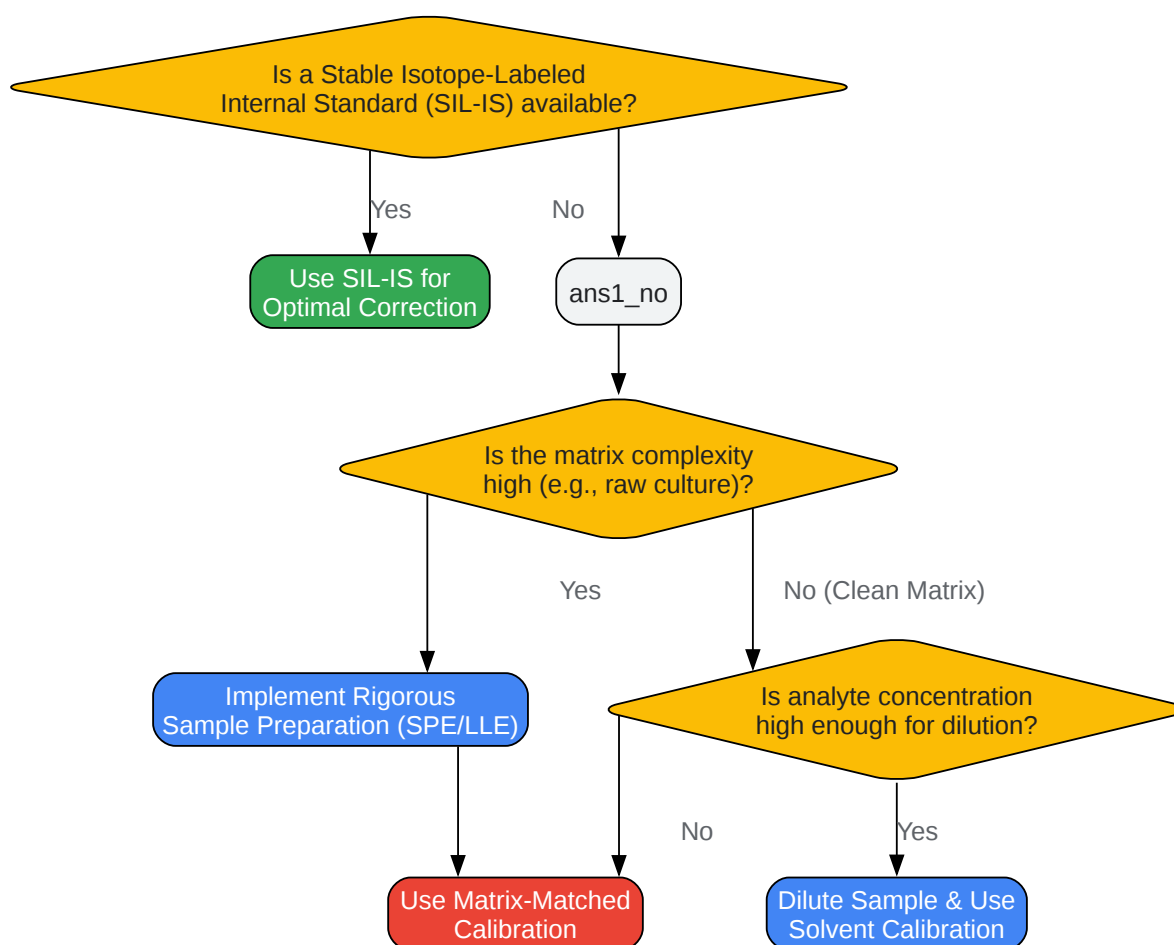 Is a Stable Isotope-Labeled
Internal Standard (SIL-IS) available?
Yes
No
Use SIL-IS for
Optimal Correction
ans1_no
Is the matrix complexity
high (e.g., raw culture)?
Yes
No (Clean Matrix)
Implement Rigorous
Sample Preparation (SPE/LLE)
Is analyte concentration
high enough for dilution?
No
Yes
Use Matrix-Matched
Calibration
Dilute Sample & Use
Solvent Calibration